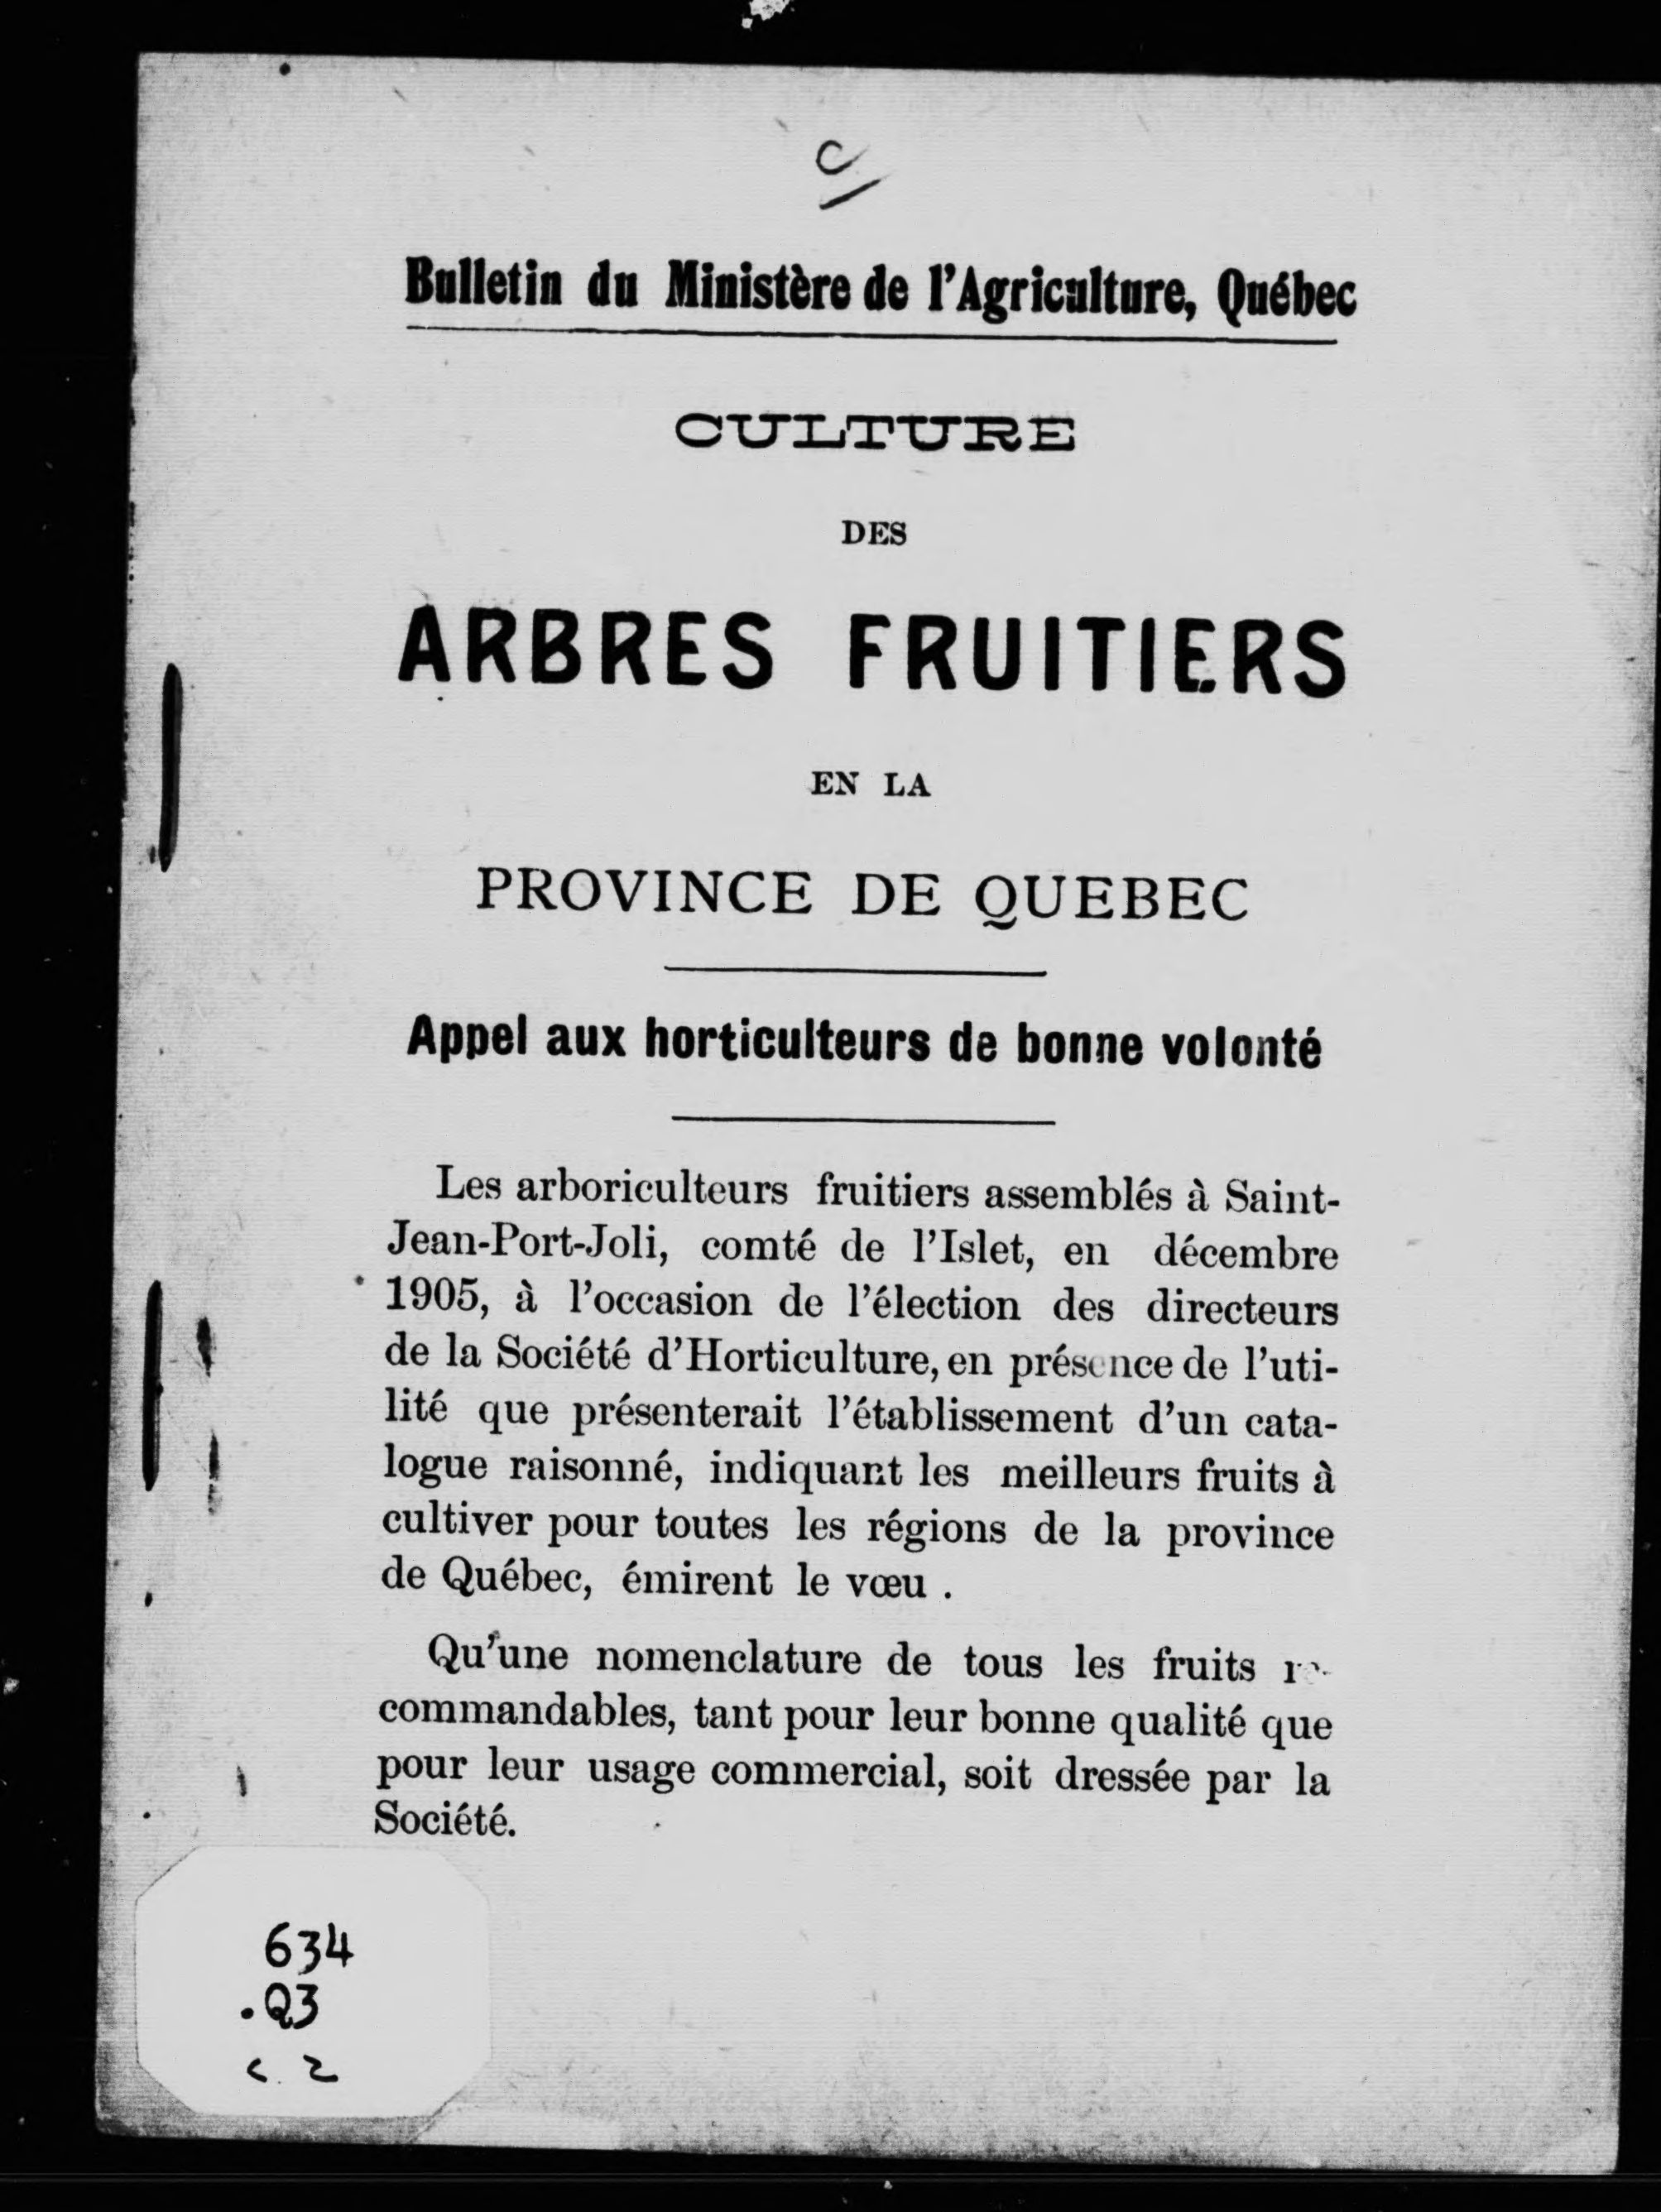 Bulletin du Ministère de l'Agriculture, Québec
CULTURE
DES
ARBRES FRUITIERS
EN LA
PROVINCE DE QUEBEC
Appel aux horticulteurs de bonne volonté
Les arboriculteurs fruitiers assemblés à Saint-
Jean-Port-Joli, comté de l'Islet, en décembre
1905, à l'occasion de l'élection des directeurs
de la Société d'Horticulture, en présence de l'uti-
lité que présenterait l'établissement d'un cata-
logue raisonné, indiquant les meilleurs fruits à
cultiver pour toutes les régions de la province
de Québec, émirent le vœu .
Qu'une nomenclature de tous les fruits re-
commandables, tant pour leur bonne qualité que
pour leur usage commercial, soit dressée par la
Société.
634
.Q3
c. 2